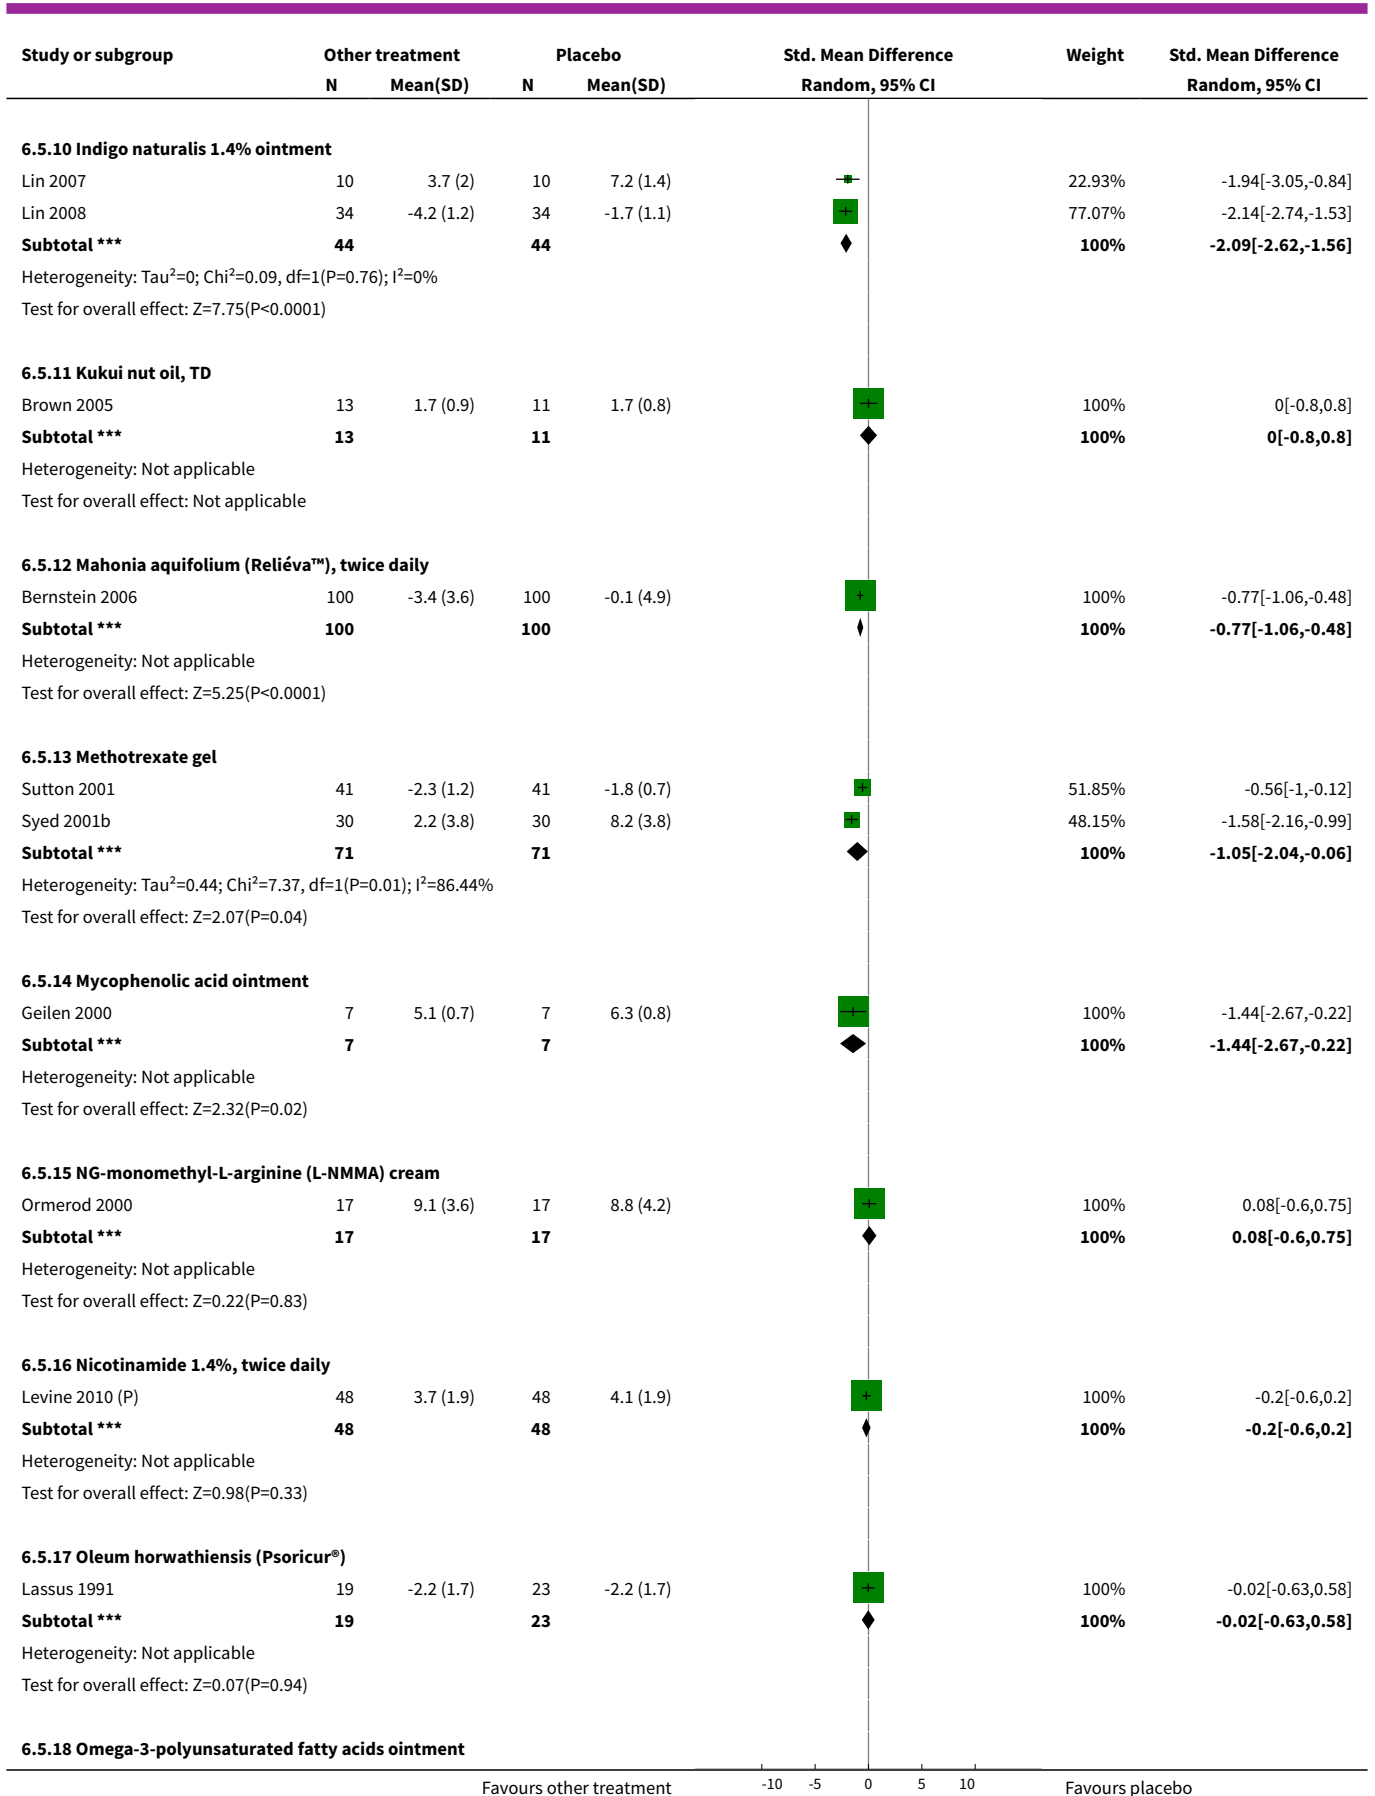 Study or subgroup Other treatment Placebo Std. Mean Difference Weight Std. Mean Difference
N Mean(SD) N Mean(SD) Random, 95% CI Random, 95% CI
6.5.10 Indigo naturalis 1.4% ointment
Lin 2007 10 3.7 (2) 10 7.2 (1.4) 22.93% -1.94[-3.05,-0.84]
Lin 2008 34 -4.2 (1.2) 34 -1.7 (1.1) 77.07% -2.14[-2.74,-1.53]
Subtotal *** 44 44 100% -2.09[-2.62,-1.56]
Heterogeneity: Tau²=0; Chi²=0.09, df=1(P=0.76); I²=0%
Test for overall effect: Z=7.75(P<0.0001)
6.5.11 Kukui nut oil, TD
Brown 2005 13 1.7 (0.9) 11 1.7 (0.8) 100% 0[-0.8,0.8]
Subtotal *** 13 11 100% 0[-0.8,0.8]
Heterogeneity: Not applicable
Test for overall effect: Not applicable
6.5.12 Mahonia aquifolium (Reliéva™), twice daily
Bernstein 2006 100 -3.4 (3.6) 100 -0.1 (4.9) 100% -0.77[-1.06,-0.48]
Subtotal *** 100 100 100% -0.77[-1.06,-0.48]
Heterogeneity: Not applicable
Test for overall effect: Z=5.25(P<0.0001)
6.5.13 Methotrexate gel
Sutton 2001 41 -2.3 (1.2) 41 -1.8 (0.7) 51.85% -0.56[-1,-0.12]
Syed 2001b 30 2.2 (3.8) 30 8.2 (3.8) 48.15% -1.58[-2.16,-0.99]
Subtotal *** 71 71 100% -1.05[-2.04,-0.06]
Heterogeneity: Tau²=0.44; Chi²=7.37, df=1(P=0.01); I²=86.44%
Test for overall effect: Z=2.07(P=0.04)
6.5.14 Mycophenolic acid ointment
Geilen 2000 7 5.1 (0.7) 7 6.3 (0.8) 100% -1.44[-2.67,-0.22]
Subtotal *** 7 7 100% -1.44[-2.67,-0.22]
Heterogeneity: Not applicable
Test for overall effect: Z=2.32(P=0.02)
6.5.15 NG-monomethyl-L-arginine (L-NMMA) cream
Ormerod 2000 17 9.1 (3.6) 17 8.8 (4.2) 100% 0.08[-0.6,0.75]
Subtotal *** 17 17 100% 0.08[-0.6,0.75]
Heterogeneity: Not applicable
Test for overall effect: Z=0.22(P=0.83)
6.5.16 Nicotinamide 1.4%, twice daily
Levine 2010 (P) 48 3.7 (1.9) 48 4.1 (1.9) 100% -0.2[-0.6,0.2]
Subtotal *** 48 48 100% -0.2[-0.6,0.2]
Heterogeneity: Not applicable
Test for overall effect: Z=0.98(P=0.33)
6.5.17 Oleum horwathiensis (Psoricur®)
Lassus 1991 19 -2.2 (1.7) 23 -2.2 (1.7) 100% -0.02[-0.63,0.58]
Subtotal *** 19 23 100% -0.02[-0.63,0.58]
Heterogeneity: Not applicable
Test for overall effect: Z=0.07(P=0.94)
6.5.18 Omega-3-polyunsaturated fatty acids ointment
Favours other treatment -10 -5 0 5 10 Favours placebo